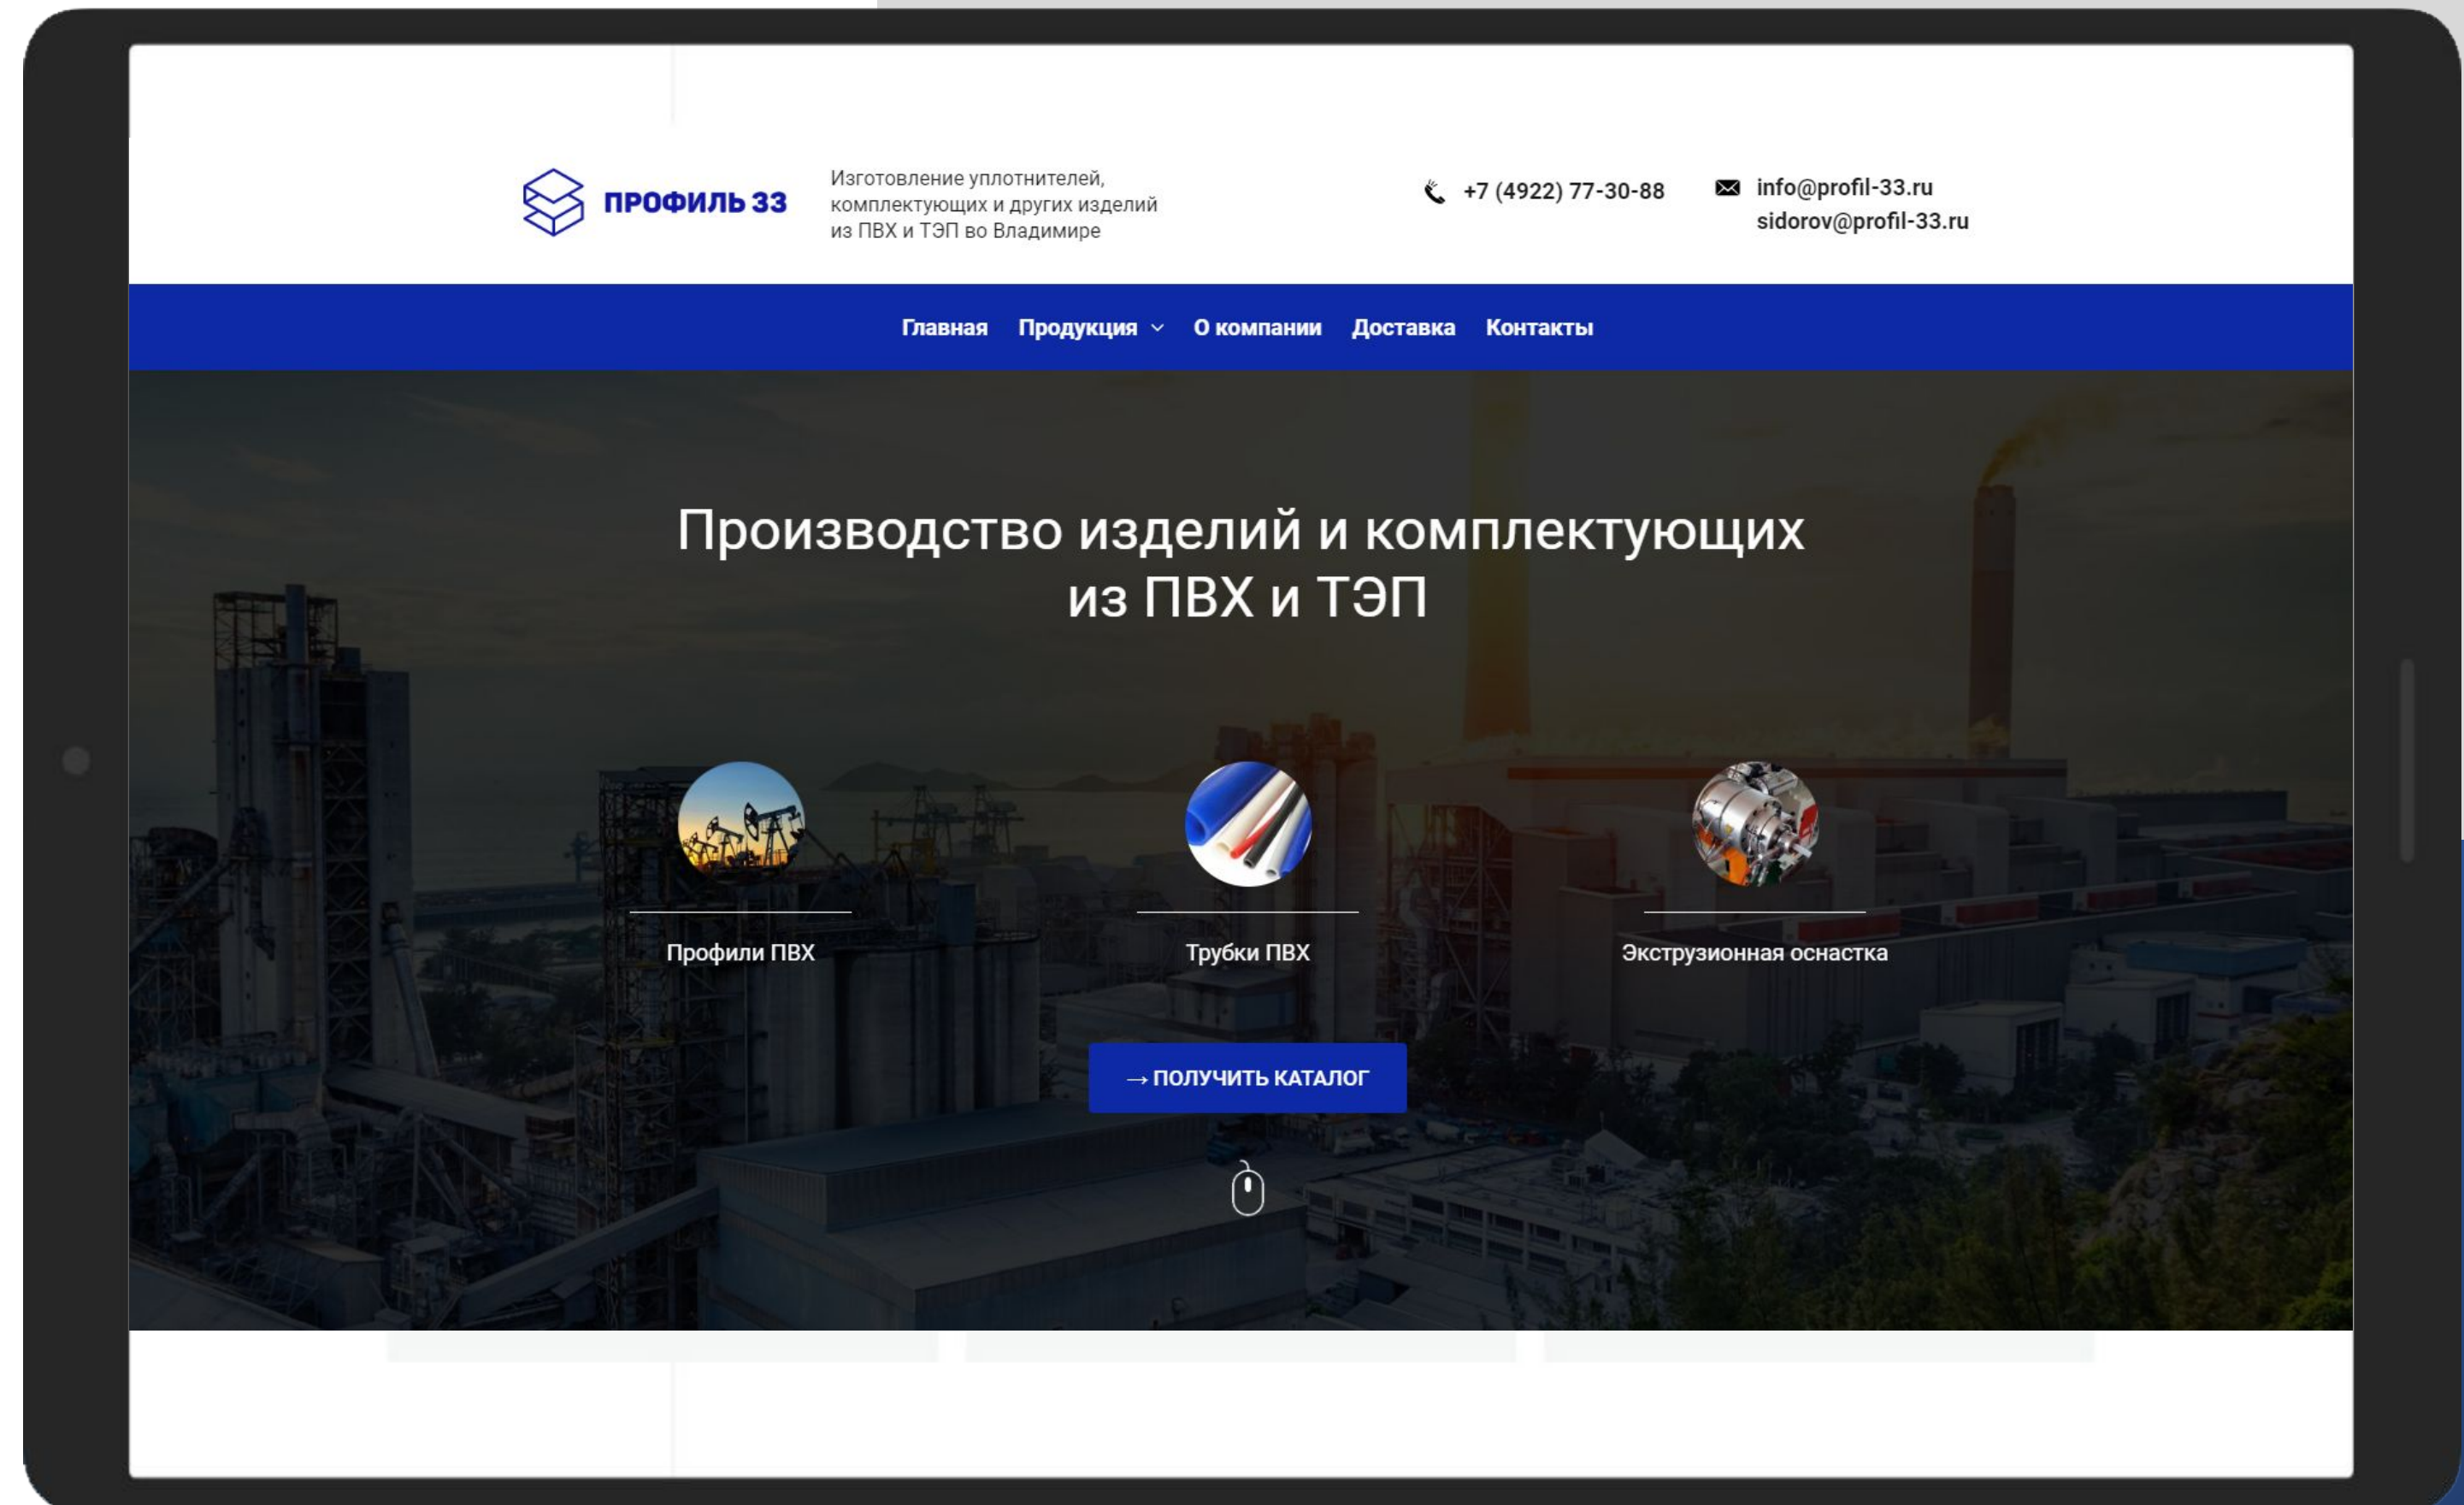 ПРОФИЛЬ 33
Изготовление уплотнителей,
комплектующих и других изделий
из ПВХ и ТЭП во Владимире
+7 (4922) 77-30-88
info@profil-33.ru
sidorov@profil-33.ru
Главная Продукция О компании Доставка Контакты
Производство изделий и комплектующих
из ПВХ и ТЭП
Профили ПВХ
Трубки ПВХ
Экструзионная оснастка
→ ПОЛУЧИТЬ КАТАЛОГ